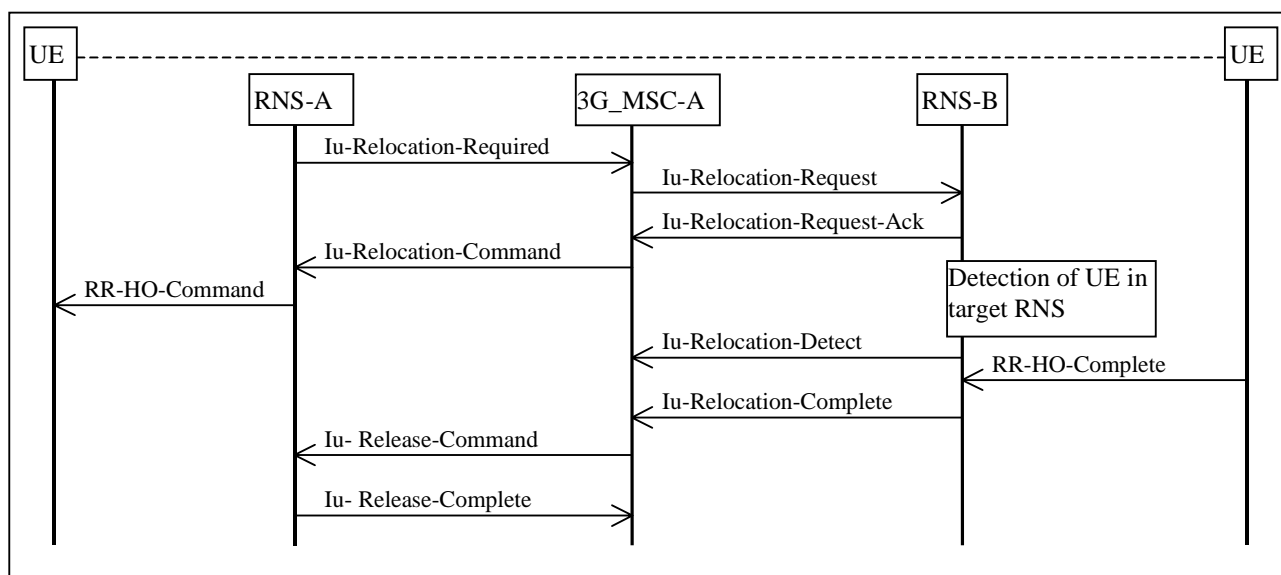 UE
UE
RNS-A
3G_MSC-A
RNS-B
Iu-Relocation-Required
Iu-Relocation-Request
Iu-Relocation-Request-Ack
Iu-Relocation-Command
RR-HO-Command
Detection of UE in
target RNS
Iu-Relocation-Detect
RR-HO-Complete
Iu-Relocation-Complete
Iu- Release-Command
Iu- Release-Complete